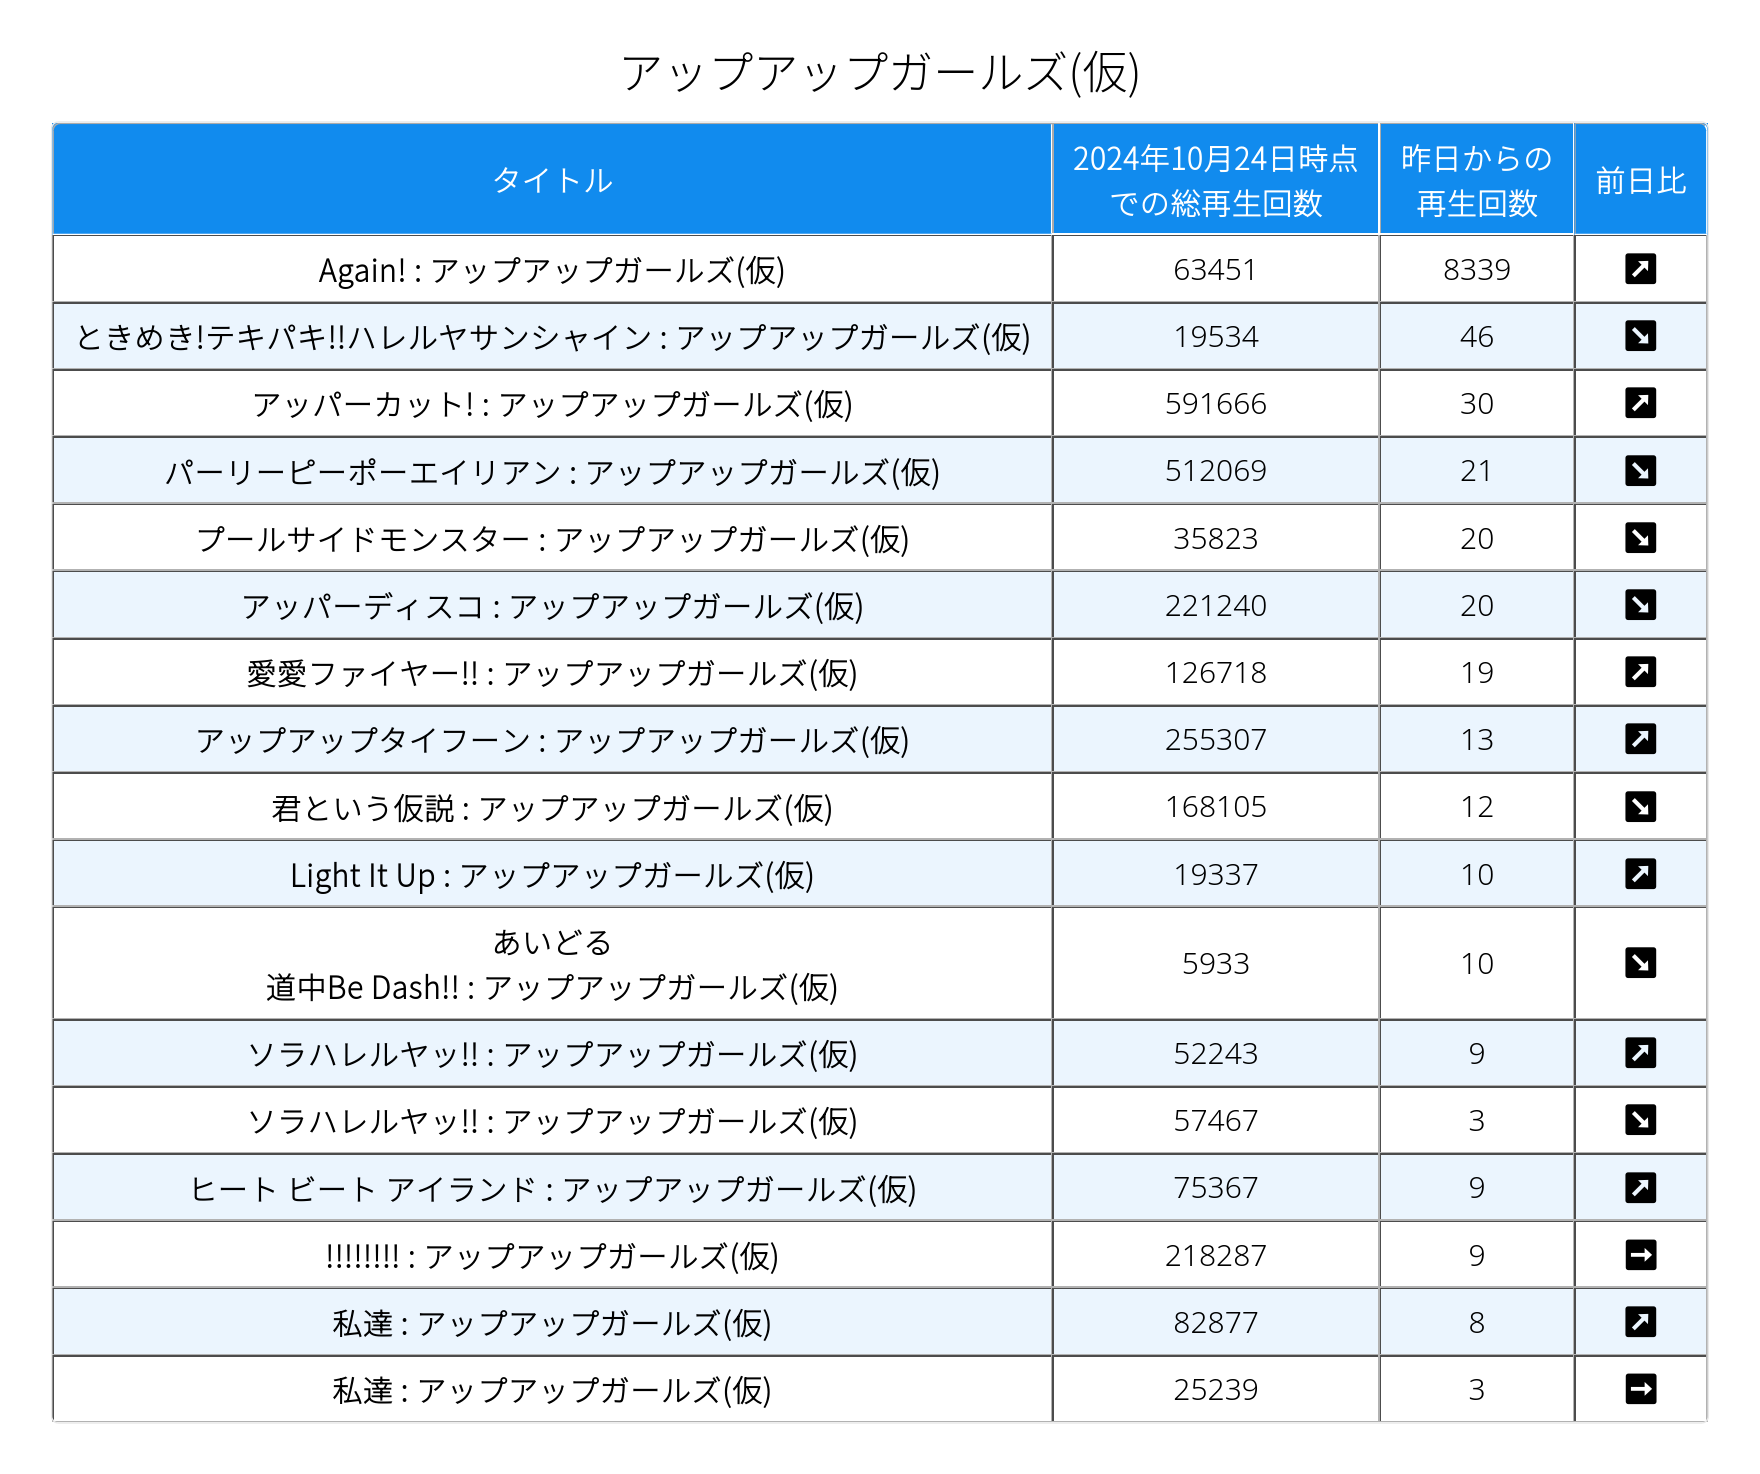 アップアップガールズ(仮)
タイトル 2024年10月24日時点での総再生回数 昨日からの再生回数 前日比
Again! : アップアップガールズ(仮) 63451 8339 ↗
ときめき!テキパキ!!ハレルヤサンシャイン : アップアップガールズ(仮) 19534 46 ↘
アッパーカット! : アップアップガールズ(仮) 591666 30 ↗
パーリーピーポーエイリアン : アップアップガールズ(仮) 512069 21 ↘
プールサイドモンスター : アップアップガールズ(仮) 35823 20 ↘
アッパーディスコ : アップアップガールズ(仮) 221240 20 ↘
愛愛ファイヤー!! : アップアップガールズ(仮) 126718 19 ↗
アップアップタイフーン : アップアップガールズ(仮) 255307 13 ↗
君という仮説 : アップアップガールズ(仮) 168105 12 ↘
Light It Up : アップアップガールズ(仮) 19337 10 ↗
あいどる
道中Be Dash!! : アップアップガールズ(仮) 5933 10 ↘
ソラハレルヤッ!! : アップアップガールズ(仮) 52243 9 ↗
ソラハレルヤッ!! : アップアップガールズ(仮) 57467 3 ↘
ヒート ビート アイランド : アップアップガールズ(仮) 75367 9 ↗
!!!!!!!! : アップアップガールズ(仮) 218287 9 →
私達 : アップアップガールズ(仮) 82877 8 ↗
私達 : アップアップガールズ(仮) 25239 3 →